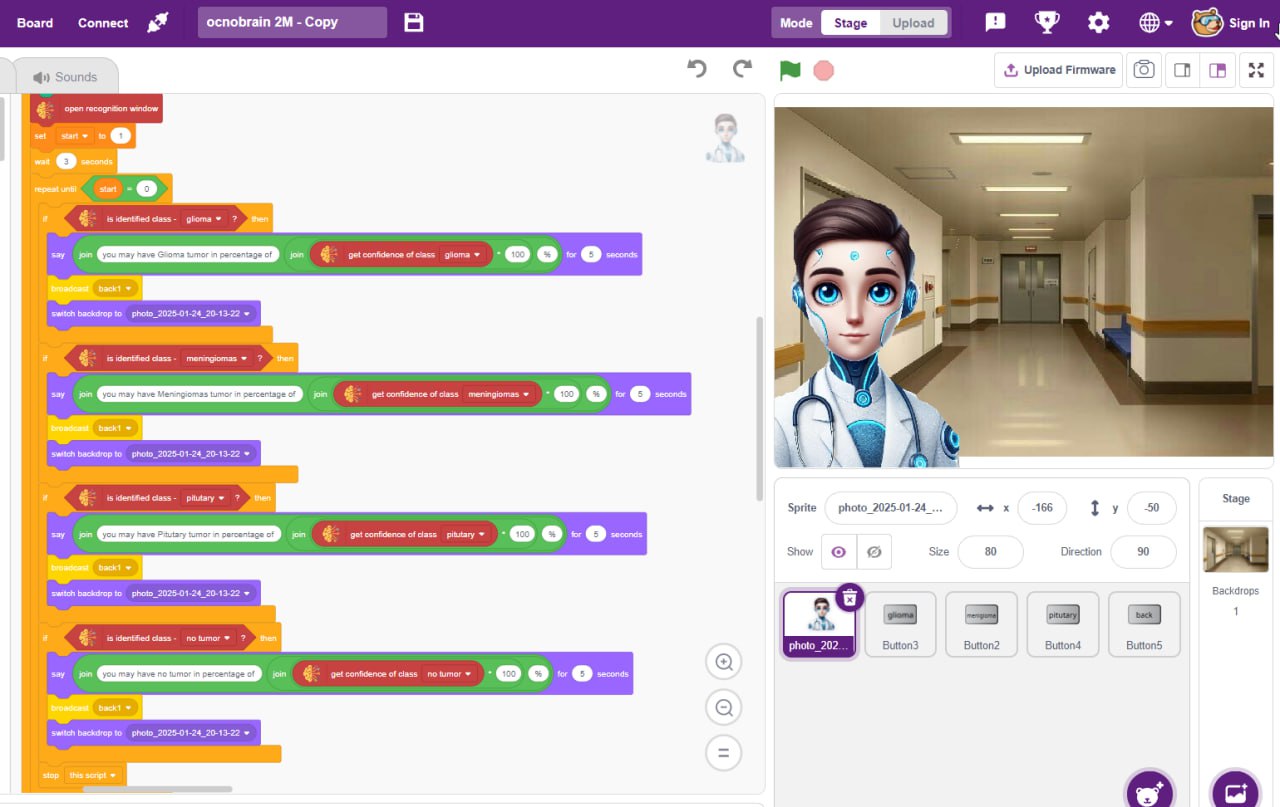 Board Connect ocnobrain 2M - Copy Mode Stage Upload Sign In
Sounds
Upload Firmware
open recognition window
set start to 1
wait 3 seconds
repeat until start = 0
if is identified class - glioma ? then
say join you may have Glioma tumor in percentage of join get confidence of class glioma * 100 % for 5 seconds
broadcast back1
switch backdrop to photo_2025-01-24_20-13-22
if is identified class - meningiomas ? then
say join you may have Meningiomas tumor in percentage of join get confidence of class meningiomas * 100 % for 5 seconds
broadcast back1
switch backdrop to photo_2025-01-24_20-13-22
if is identified class - pitutary ? then
say join you may have Pitutary tumor in percentage of join get confidence of class pitutary * 100 % for 5 seconds
broadcast back1
switch backdrop to photo_2025-01-24_20-13-22
if is identified class - no tumor ? then
say join you may have no tumor in percentage of join get confidence of class no tumor * 100 % for 5 seconds
broadcast back1
switch backdrop to photo_2025-01-24_20-13-22
stop this script
Sprite photo_2025-01-24_... x -166 y -50
Show Size 80 Direction 90
Stage
Backdrops
1
photo_202...
glioma
Button3
menigioma
Button2
pitutary
Button4
back
Button5